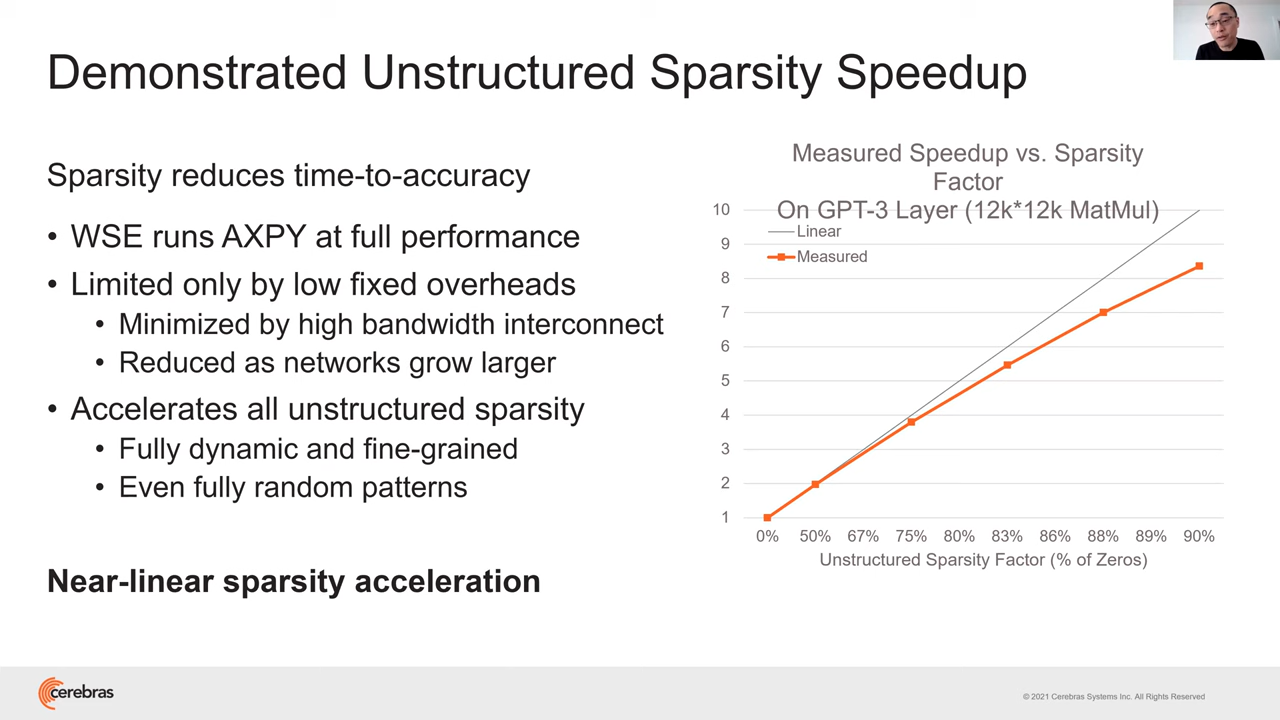 Demonstrated Unstructured Sparsity Speedup
Sparsity reduces time-to-accuracy
• WSE runs AXPY at full performance
• Limited only by low fixed overheads
• Minimized by high bandwidth interconnect
• Reduced as networks grow larger
• Accelerates all unstructured sparsity
• Fully dynamic and fine-grained
• Even fully random patterns
Near-linear sparsity acceleration
Measured Speedup vs. Sparsity
Factor
On GPT-3 Layer (12k*12k MatMul)
Linear
Measured
10
9
8
7
6
5
4
3
2
1
0% 50% 67% 75% 80% 83% 86% 88% 89% 90%
Unstructured Sparsity Factor (% of Zeros)
cerebras
© 2021 Cerebras Systems Inc. All Rights Reserved